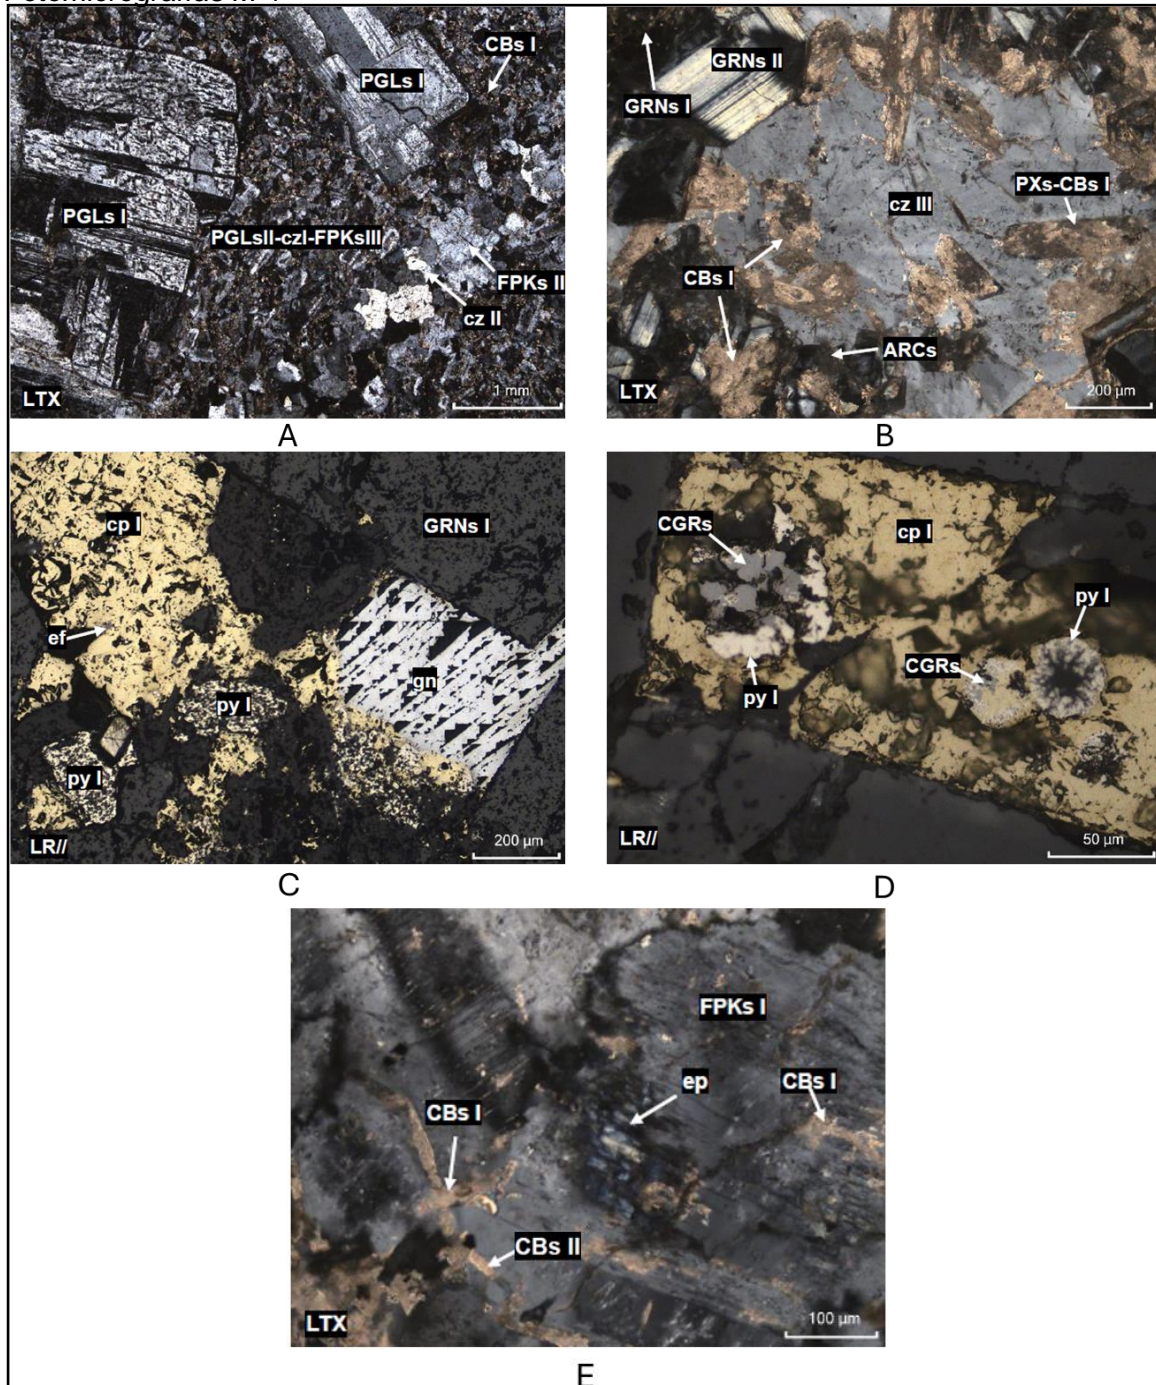 CBs I
PGLs I
PGLs I
PGLsII-czI-FPKsIII
FPKs II
cz II
LTX
1 mm
A
GRNs II
GRNs I
PXs-CBs I
cz III
CBs I
ARCs
LTX
200 µm
B
cp I
GRNs I
ef
gn
py I
py I
LR//
200 µm
C
CGRs
cp I
py I
CGRs
py I
LR//
50 µm
D
FPKs I
ep
CBs I
CBs I
CBs II
LTX
100 µm
E